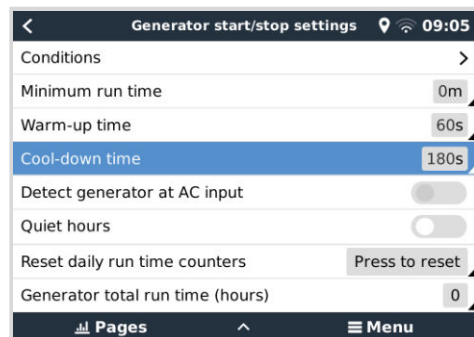 Generator start/stop settings 09:05
Conditions
Minimum run time 0m
Warm-up time 60s
Cool-down time 180s
Detect generator at AC input
Quiet hours
Reset daily run time counters Press to reset
Generator total run time (hours) 0
Pages Menu